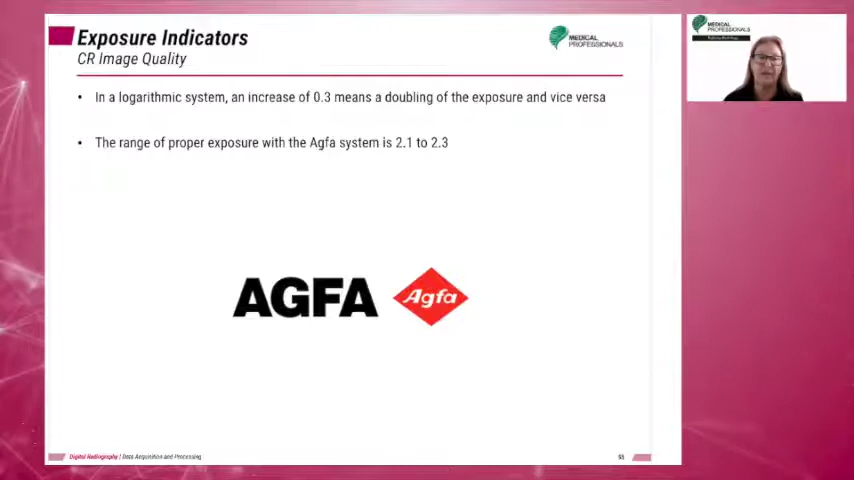 Exposure Indicators
CR Image Quality
MEDICAL
PROFESSIONALS
• In a logarithmic system, an increase of 0.3 means a doubling of the exposure and vice versa
• The range of proper exposure with the Agfa system is 2.1 to 2.3
AGFA
Agfa
Digital Radiography | Data Acquisition and Processing
MEDICAL
PROFESSIONALS